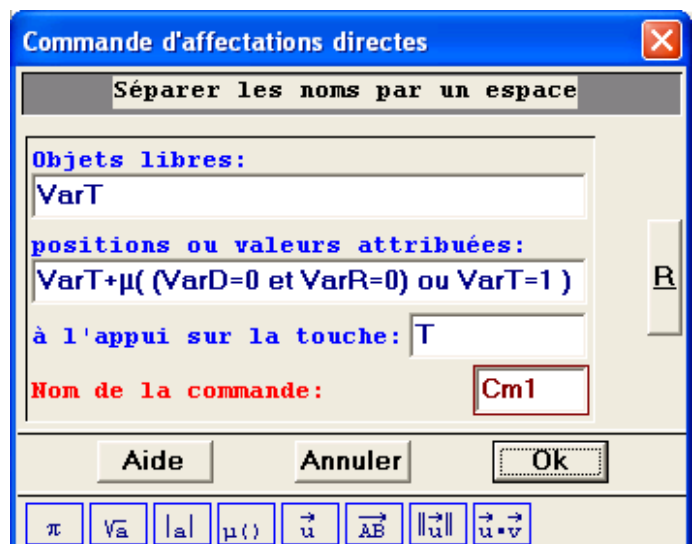 Commande d'affectations directes
Séparer les noms par un espace
Objets libres:
VarT
positions ou valeurs attribuées:
VarT+µ( (VarD=0 et VarR=0) ou VarT=1 )
R
à l'appui sur la touche: T
Nom de la commande: Cm1
Aide Annuler Ok
π √a |a| µ() u⃗ AB⃗ ||u⃗|| u⃗•v⃗